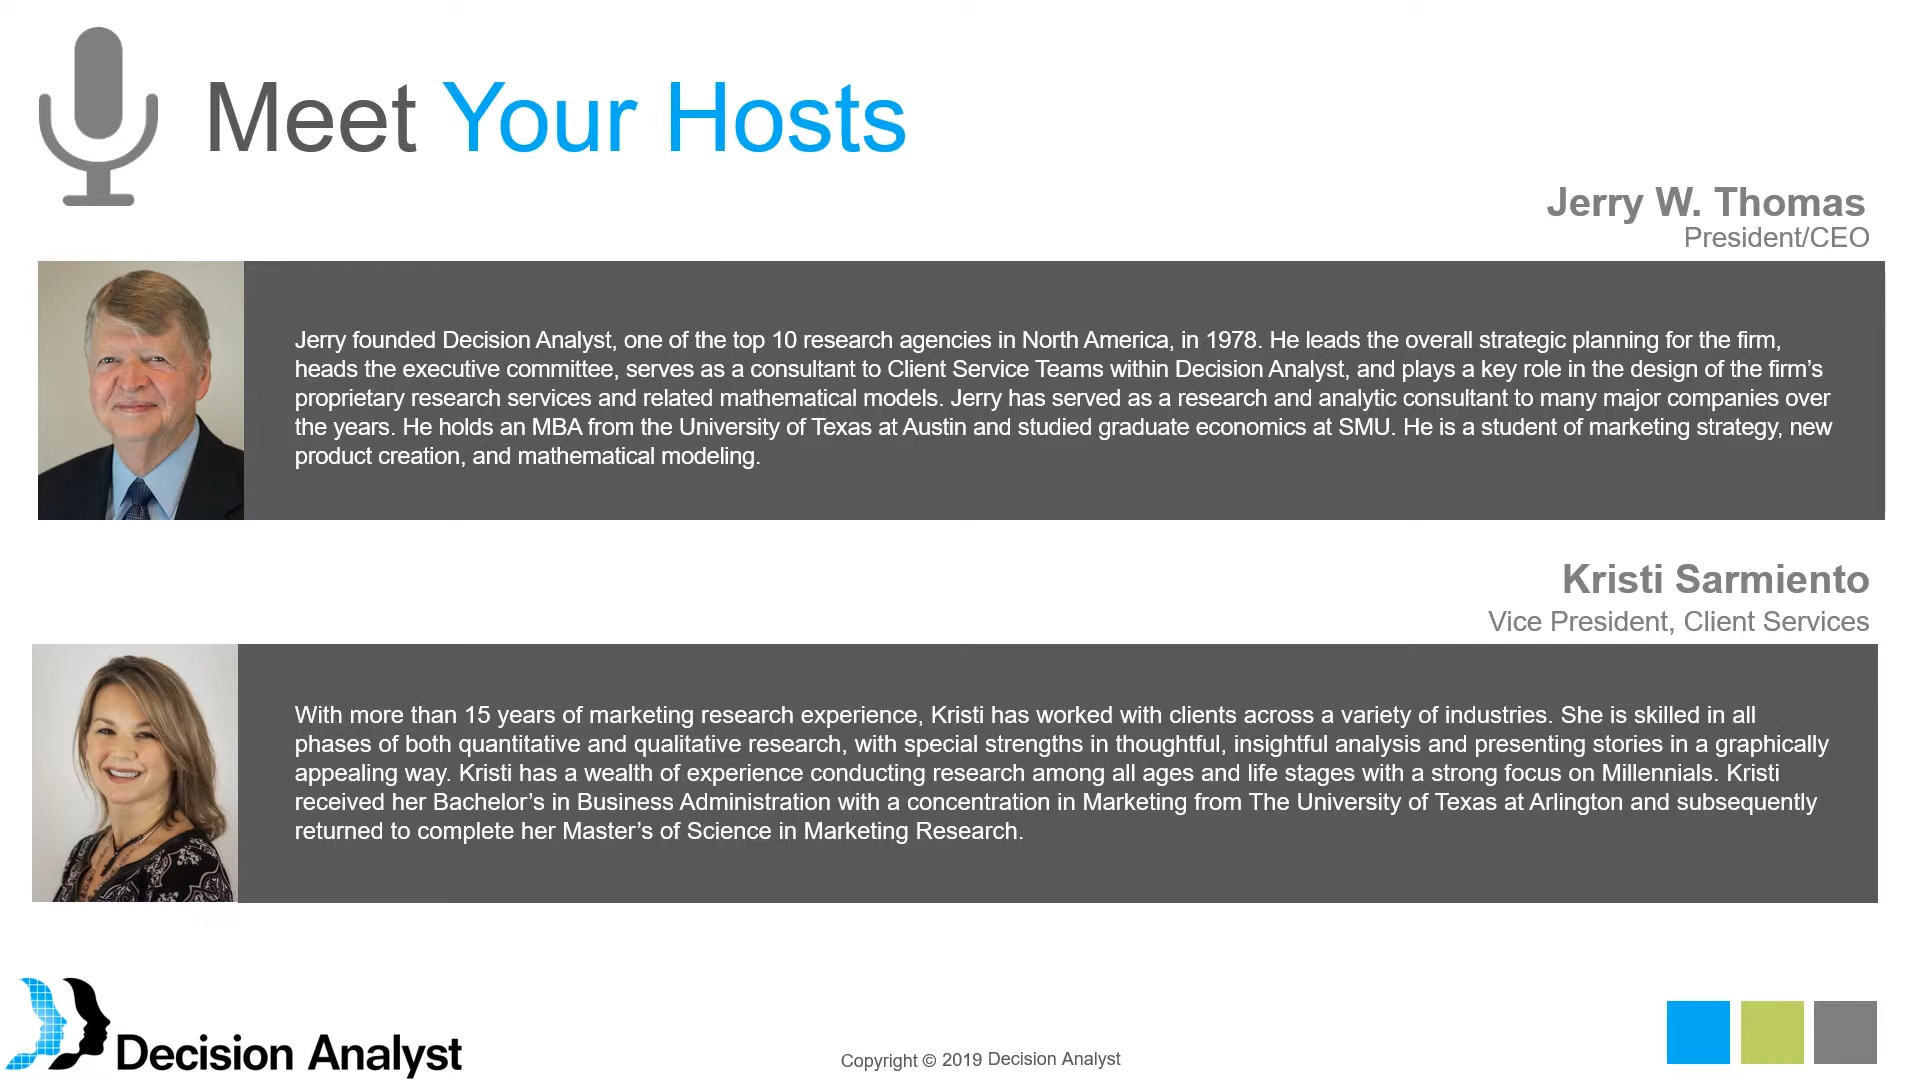 Meet Your Hosts
Jerry W. Thomas
President/CEO
Jerry founded Decision Analyst, one of the top 10 research agencies in North America, in 1978. He leads the overall strategic planning for the firm,
heads the executive committee, serves as a consultant to Client Service Teams within Decision Analyst, and plays a key role in the design of the firm’s
proprietary research services and related mathematical models. Jerry has served as a research and analytic consultant to many major companies over
the years. He holds an MBA from the University of Texas at Austin and studied graduate economics at SMU. He is a student of marketing strategy, new
product creation, and mathematical modeling.
Kristi Sarmiento
Vice President, Client Services
With more than 15 years of marketing research experience, Kristi has worked with clients across a variety of industries. She is skilled in all
phases of both quantitative and qualitative research, with special strengths in thoughtful, insightful analysis and presenting stories in a graphically
appealing way. Kristi has a wealth of experience conducting research among all ages and life stages with a strong focus on Millennials. Kristi
received her Bachelor’s in Business Administration with a concentration in Marketing from The University of Texas at Arlington and subsequently
returned to complete her Master’s of Science in Marketing Research.
Decision Analyst
Copyright © 2019 Decision Analyst